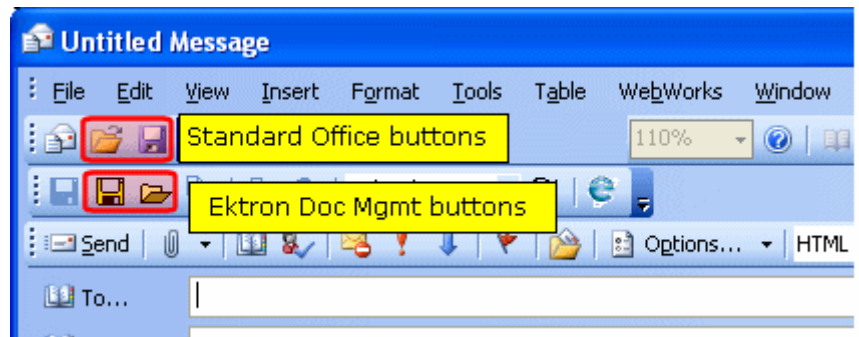 Untitled Message
File Edit View Insert Format Tools Table WebWorks Window
Standard Office buttons 110%
Ektron Doc Mgmt buttons
Send Options... HTML
To...